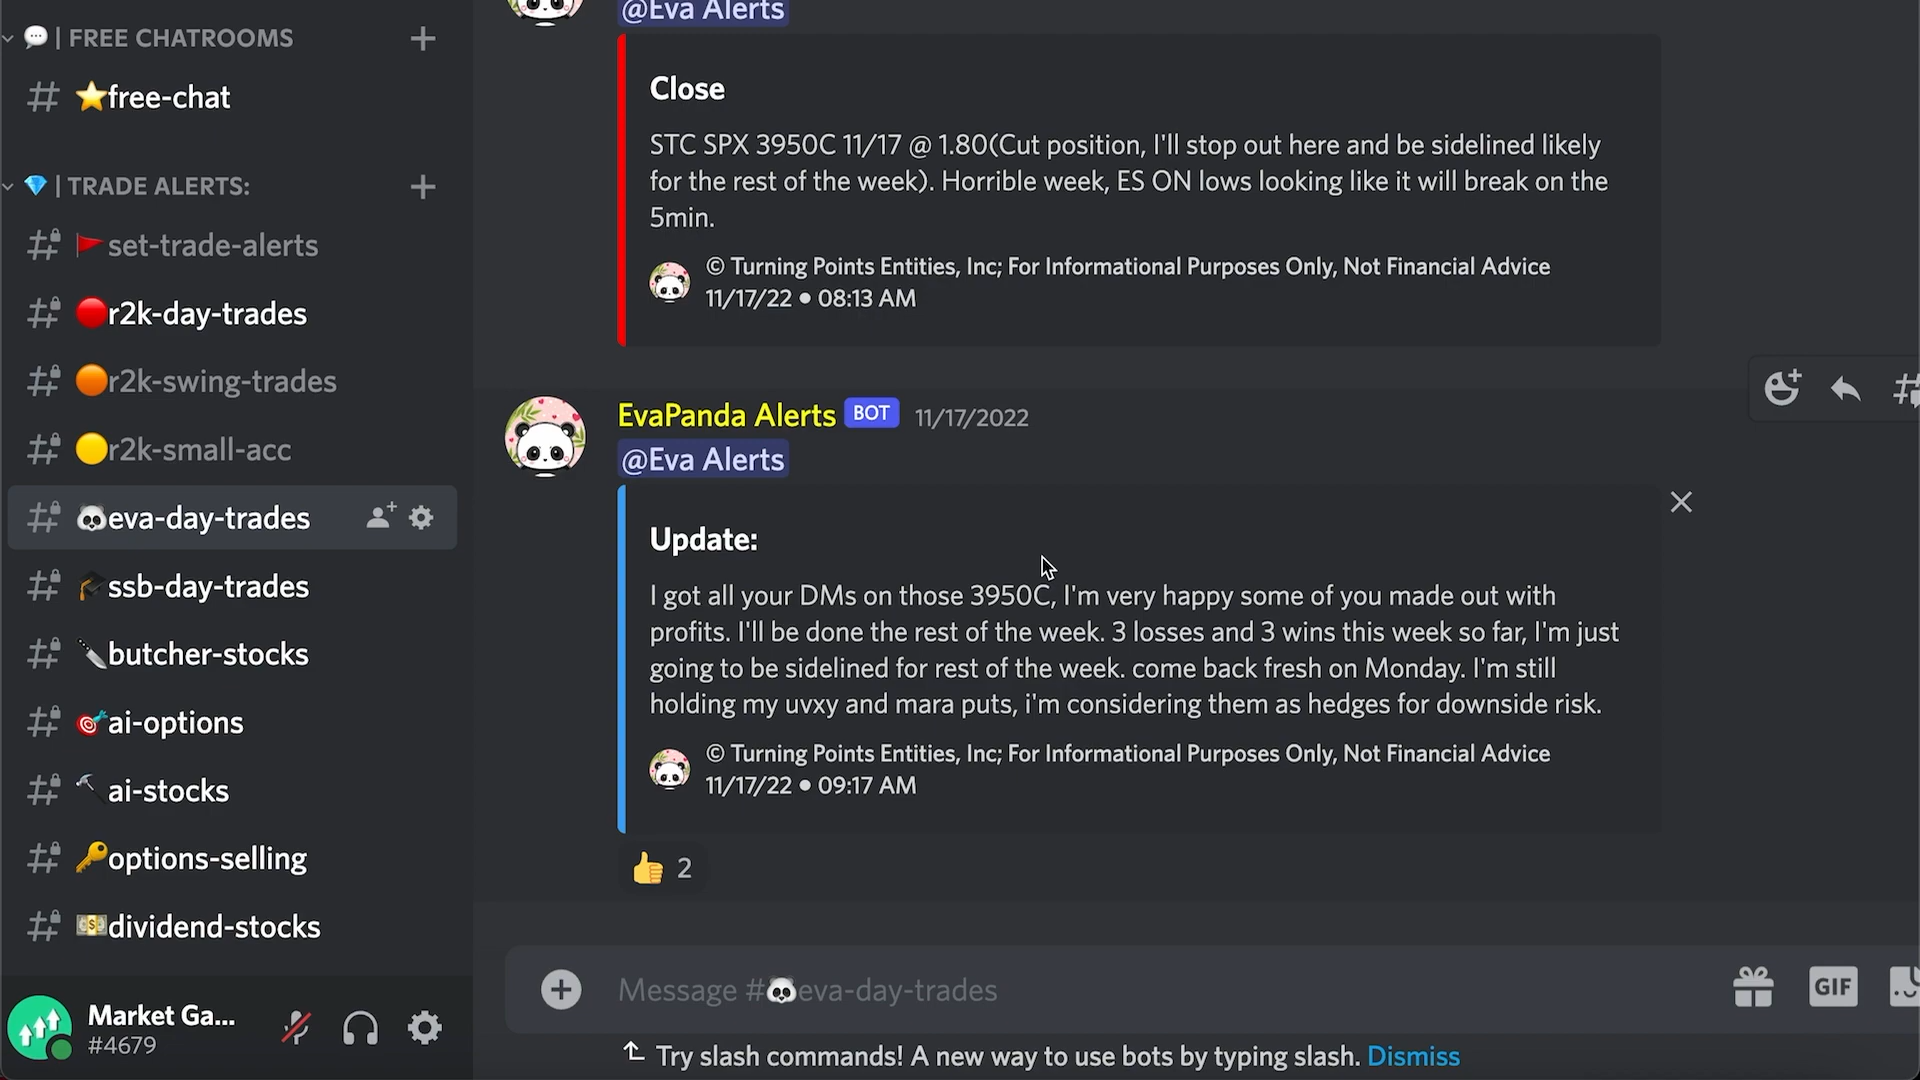 | FREE CHATROOMS
free-chat
| TRADE ALERTS:
set-trade-alerts
r2k-day-trades
r2k-swing-trades
r2k-small-acc
eva-day-trades
ssb-day-trades
butcher-stocks
ai-options
ai-stocks
options-selling
dividend-stocks
Market Ga...
#4679
@Eva Alerts
Close
STC SPX 3950C 11/17 @ 1.80(Cut position, I'll stop out here and be sidelined likely
for the rest of the week). Horrible week, ES ON lows looking like it will break on the
5min.
© Turning Points Entities, Inc; For Informational Purposes Only, Not Financial Advice
11/17/22 • 08:13 AM
EvaPanda Alerts BOT 11/17/2022
@Eva Alerts
Update:
I got all your DMs on those 3950C, I'm very happy some of you made out with
profits. I'll be done the rest of the week. 3 losses and 3 wins this week so far, I'm just
going to be sidelined for rest of the week. come back fresh on Monday. I'm still
holding my uvxy and mara puts, i'm considering them as hedges for downside risk.
© Turning Points Entities, Inc; For Informational Purposes Only, Not Financial Advice
11/17/22 • 09:17 AM
👍 2
Message #🐼eva-day-trades
GIF
Try slash commands! A new way to use bots by typing slash. Dismiss